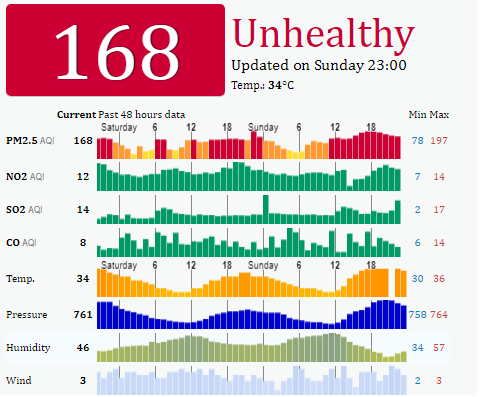 168
Unhealthy
Updated on Sunday 23:00
Temp.: 34°C
Current Past 48 hours data Min Max
Saturday 6 12 18 Sunday 6 12 18
PM2.5 AQI 168 78 197
NO2 AQI 12 7 14
SO2 AQI 14 2 17
CO AQI 8 6 14
Saturday 6 12 18 Sunday 6 12 18
Temp. 34 30 36
Pressure 761 758 764
Humidity 46 34 57
Wind 3 2 3